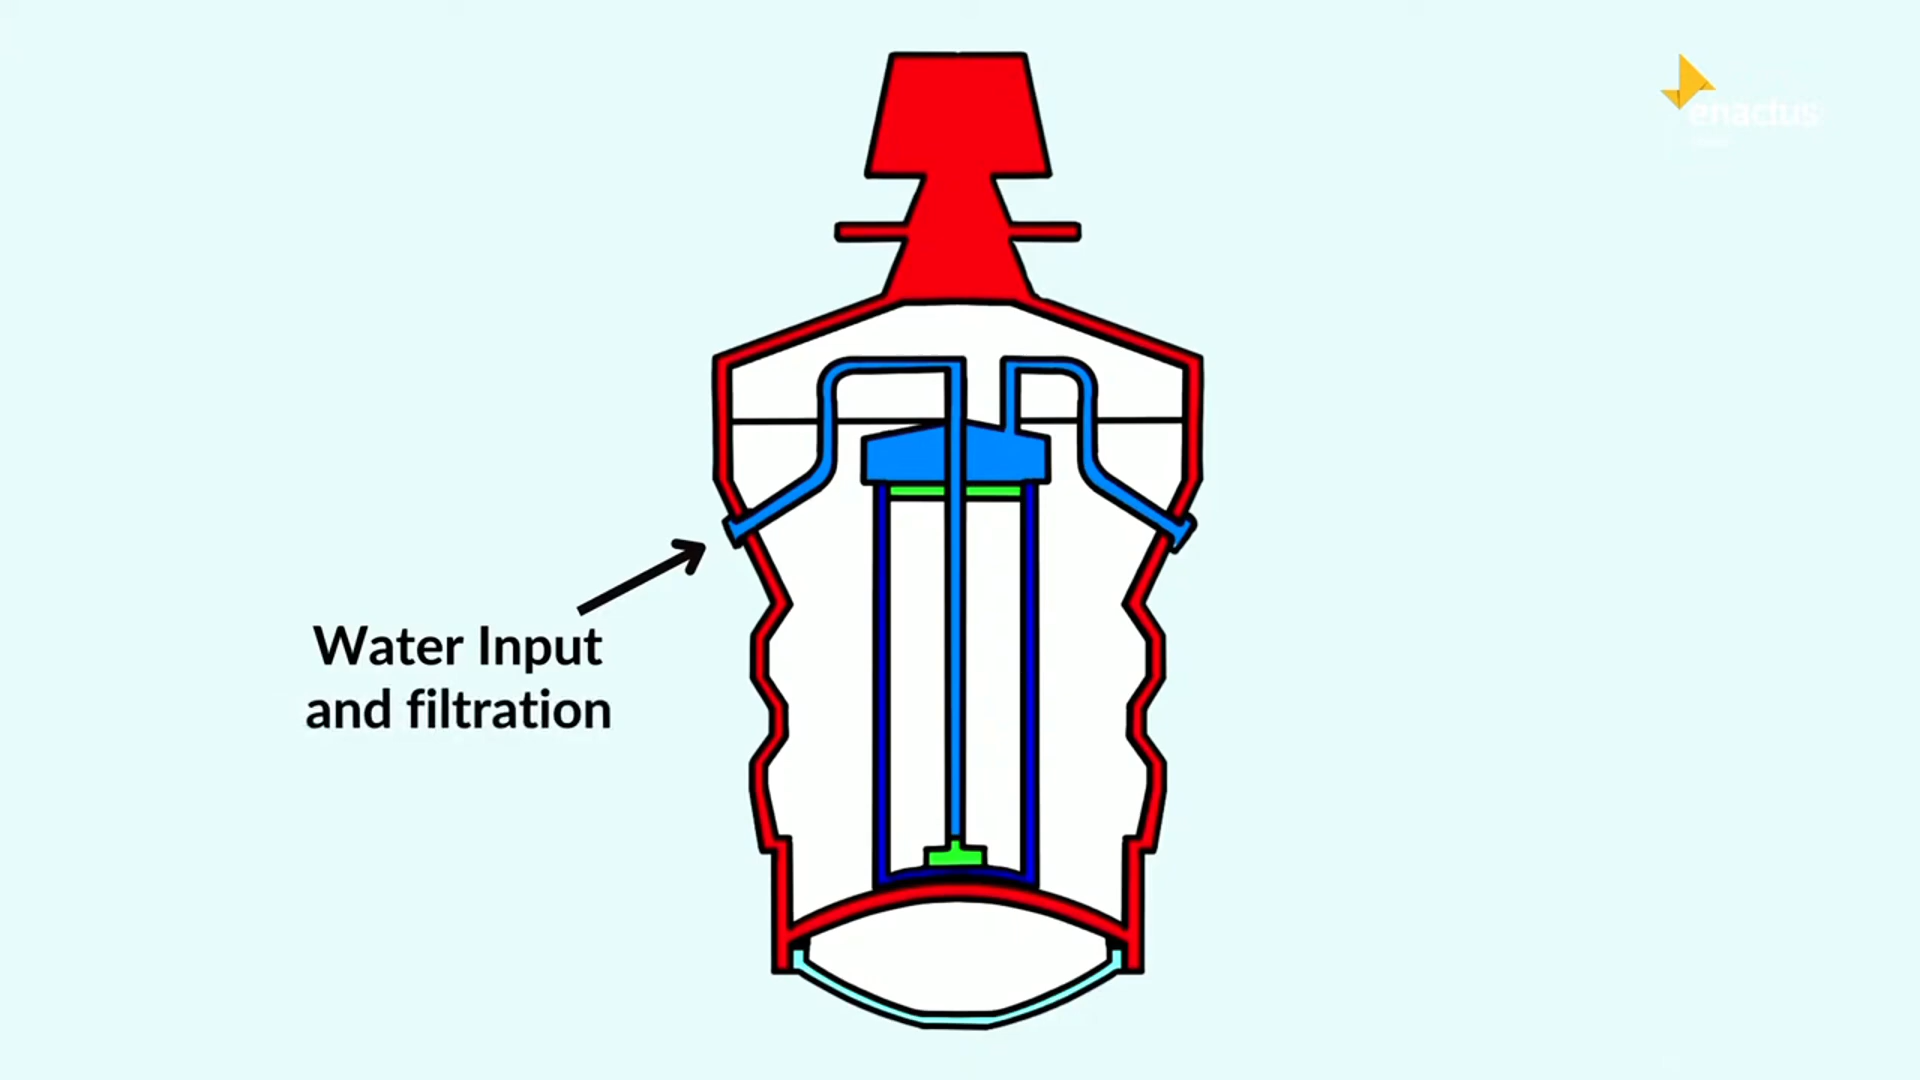 enactus
Water Input
and filtration